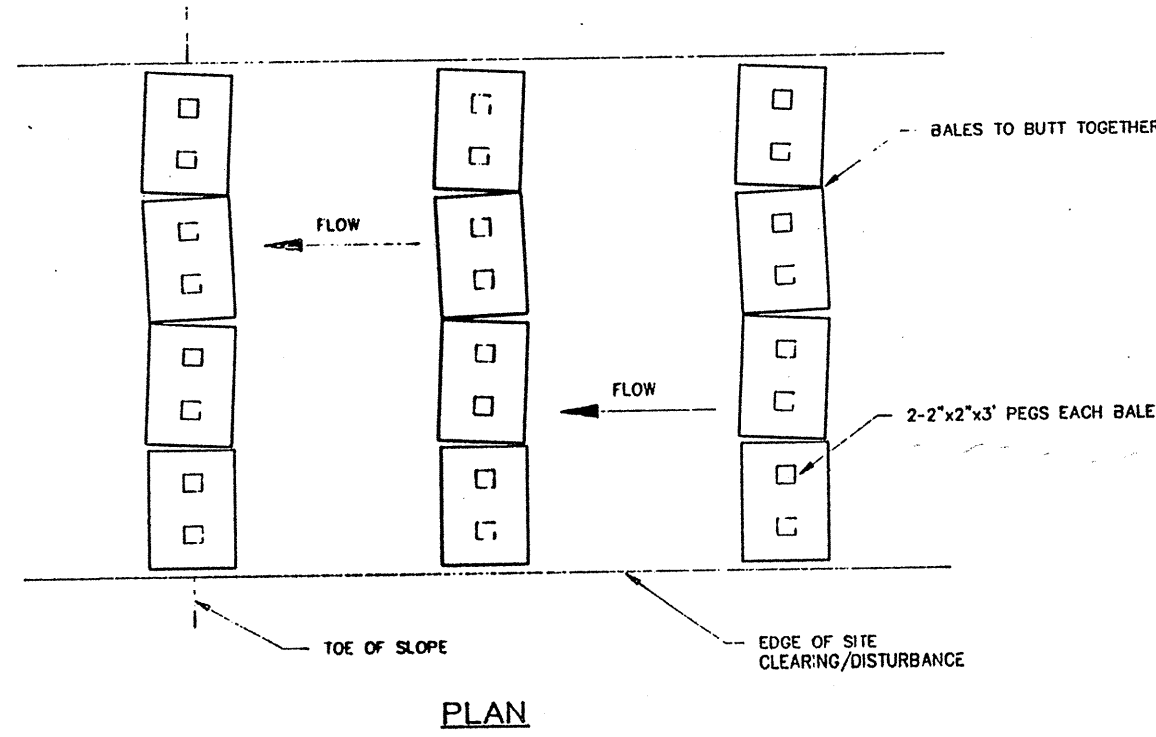 BALES TO BUTT TOGETHER
FLOW
FLOW
2-2"x2"x3' PEGS EACH BALE
TOE OF SLOPE
EDGE OF SITE
CLEARING/DISTURBANCE
PLAN